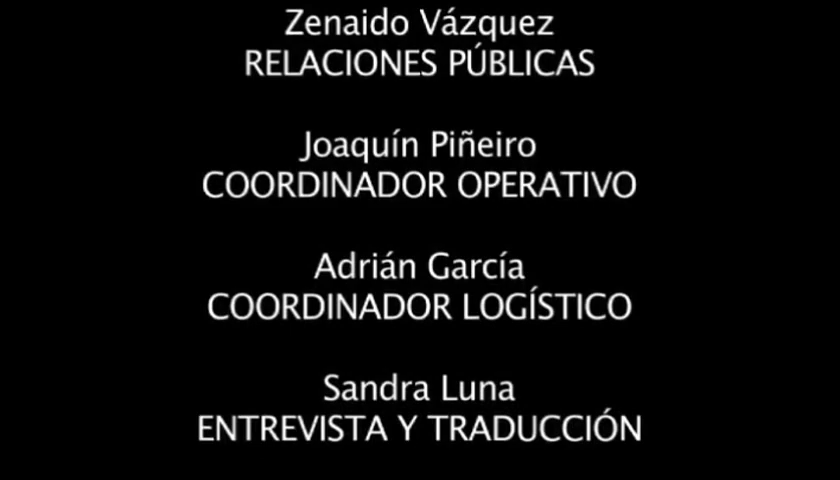 Zenaido Vázquez
RELACIONES PÚBLICAS
Joaquín Piñeiro
COORDINADOR OPERATIVO
Adrián García
COORDINADOR LOGÍSTICO
Sandra Luna
ENTREVISTA Y TRADUCCIÓN